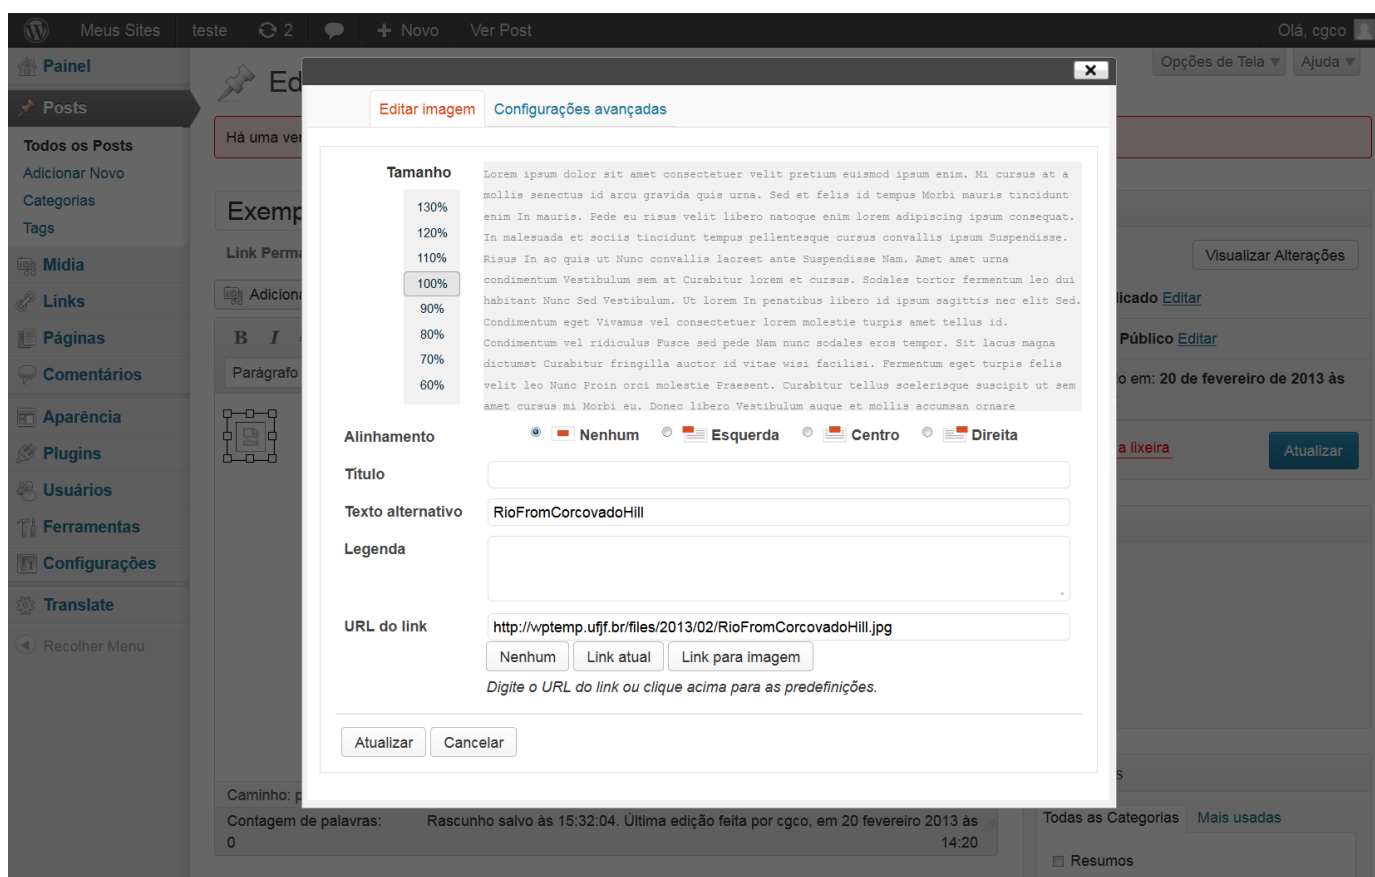 Meus Sites teste 2 + Novo Ver Post Olá, cgco
Painel
Posts
Todos os Posts
Adicionar Novo
Categorias
Tags
Mídia
Links
Páginas
Comentários
Aparência
Plugins
Usuários
Ferramentas
Configurações
Translate
Recolher Menu
Opções de Tela Ajuda
Ed
Há uma ver
Exemp
Link Perma
Adiciona
B I
Parágrafo
Editar imagem Configurações avançadas
Tamanho
130%
120%
110%
100%
90%
80%
70%
60%
Lorem ipsum dolor sit amet consectetuer velit pretium euismod ipsum enim. Mi cursus at a
mollis senectus id arcu gravida quis urna. Sed et felis id tempus Morbi mauris tincidunt
enim In mauris. Pede eu risus velit libero natoque enim lorem adipiscing ipsum consequat.
In malesuada et sociis tincidunt tempus pellentesque cursus convallis ipsum Suspendisse.
Risus In ac quis ut Nunc convallis laoreet ante Suspendisse Nam. Amet amet urna
condimentum Vestibulum sem at Curabitur lorem et cursus. Sodales tortor fermentum leo dui
habitant Nunc Sed Vestibulum. Ut lorem In penatibus libero id ipsum sagittis nec elit Sed.
Condimentum eget Vivamus vel consectetuer lorem molestie turpis amet tellus id.
Condimentum vel ridiculus Fusce sed pede Nam nunc sodales eros tempor. Sit lacus magna
dictumst Curabitur fringilla auctor id vitae wisi facilisi. Fermentum eget turpis felis
velit leo Nunc Proin orci molestie Praesent. Curabitur tellus scelerisque suscipit ut sem
amet cursus mi Morbi eu. Donec libero Vestibulum augue et mollis accumsan ornare
Alinhamento Nenhum Esquerda Centro Direita
Título
Texto alternativo RioFromCorcovadoHill
Legenda
URL do link http://wptemp.ufjf.br/files/2013/02/RioFromCorcovadoHill.jpg
Nenhum Link atual Link para imagem
Digite o URL do link ou clique acima para as predefinições.
Atualizar Cancelar
Visualizar Alterações
licado Editar
Público Editar
o em: 20 de fevereiro de 2013 às
a lixeira Atualizar
Caminho: p
Contagem de palavras: Rascunho salvo às 15:32:04. Última edição feita por cgco, em 20 fevereiro 2013 às
0 14:20
s
Todas as Categorias Mais usadas
Resumos